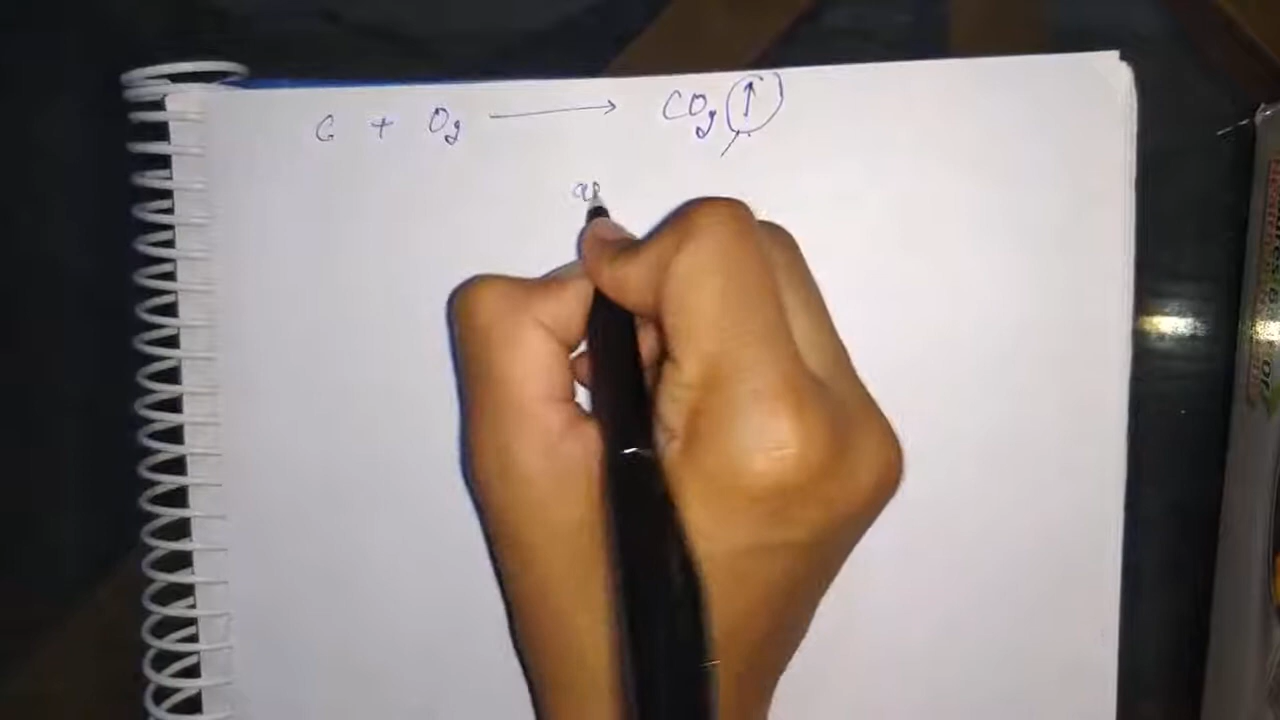 C + O₂ ⟶ CO₂ (↑)